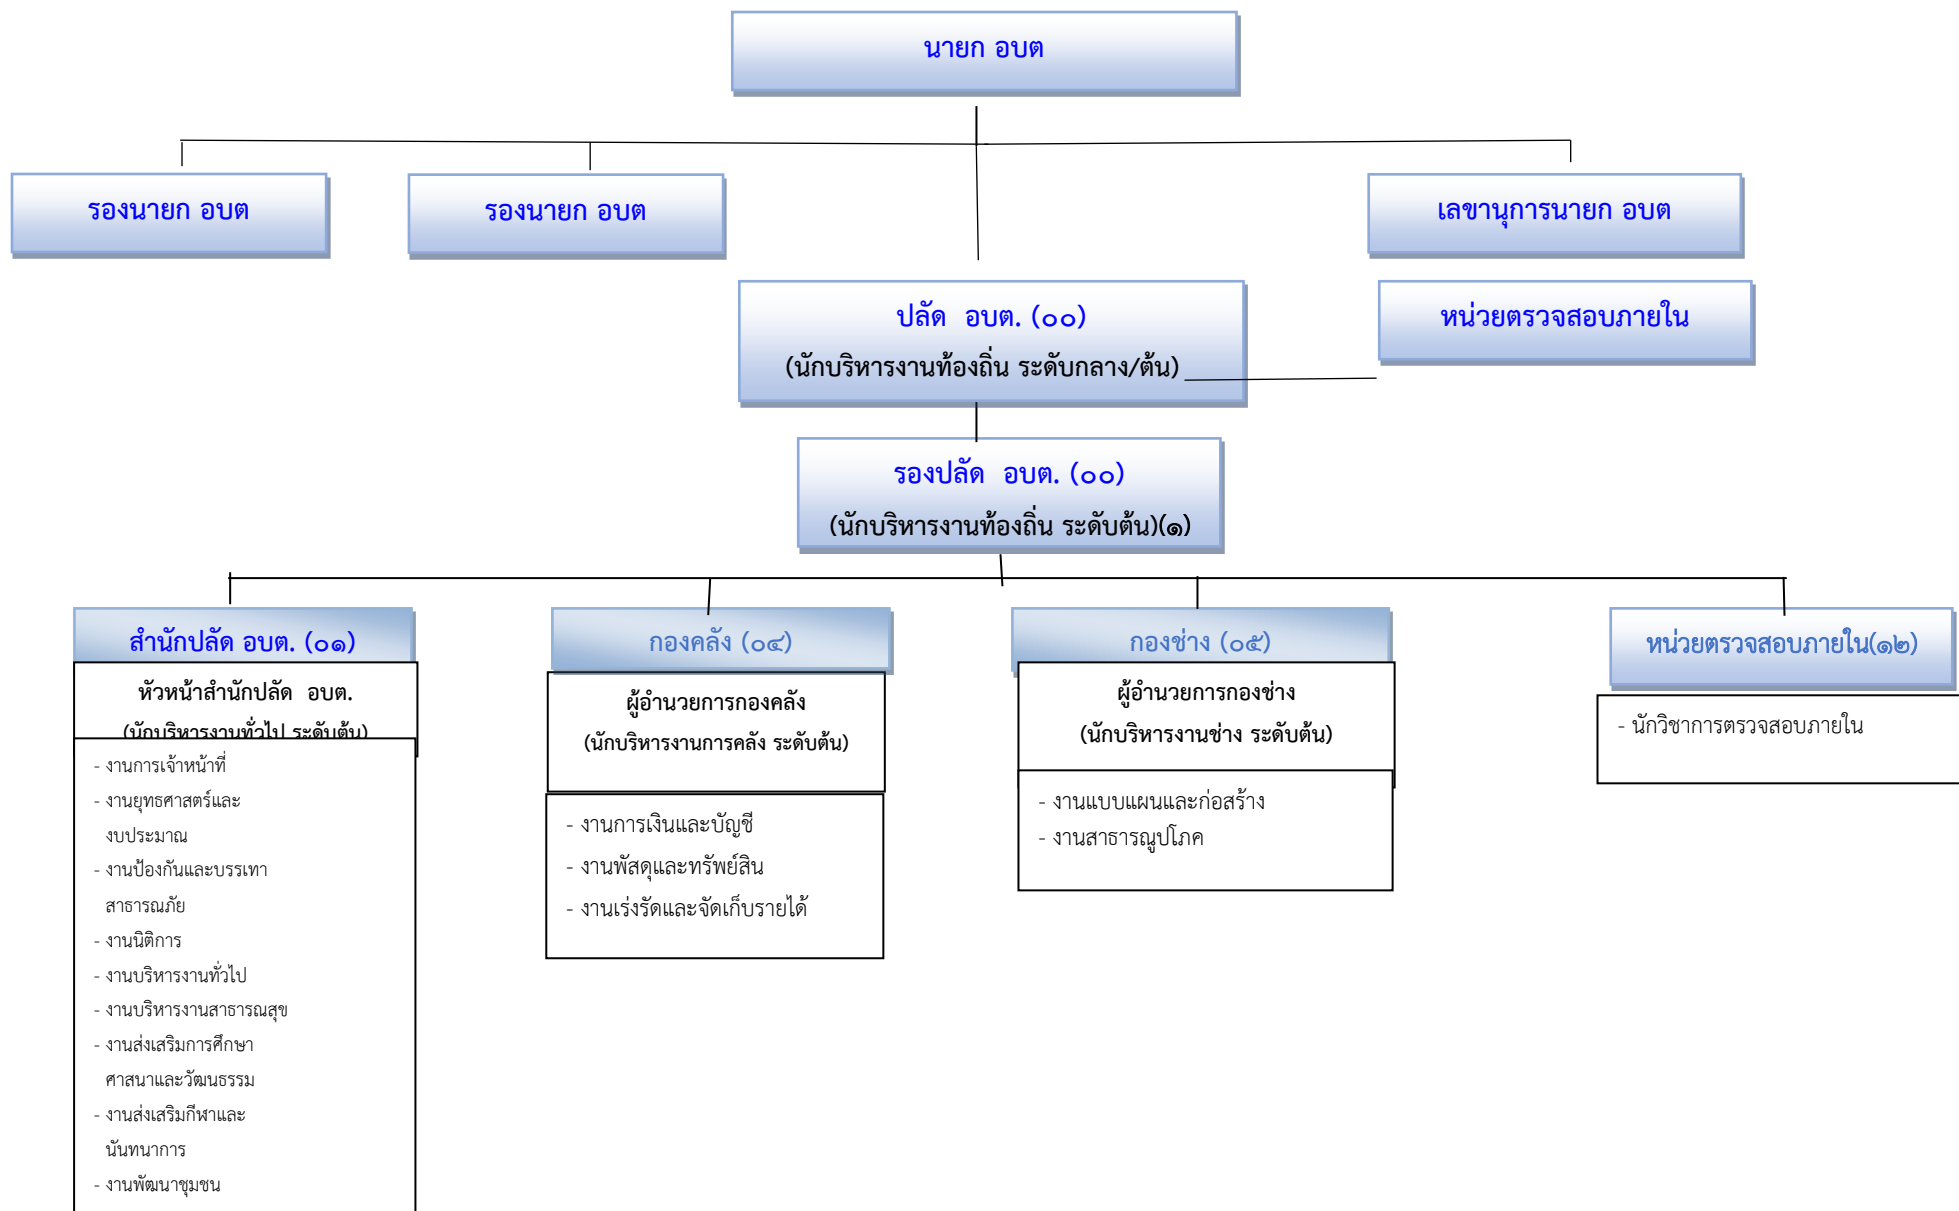 นายก อบต
รองนายก อบต
รองนายก อบต
เลขานุการนายก อบต
ปลัด  อบต. (๐๐)
(นักบริหารงานท้องถิ่น ระดับกลาง/ต้น)
หน่วยตรวจสอบภายใน
รองปลัด  อบต. (๐๐)
(นักบริหารงานท้องถิ่น ระดับต้น)(๑)
สำนักปลัด อบต. (๐๑)
หัวหน้าสำนักปลัด  อบต.
(นักบริหารงานทั่วไป ระดับต้น)
- งานการเจ้าหน้าที่
- งานยุทธศาสตร์และ
งบประมาณ
- งานป้องกันและบรรเทา
สาธารณภัย
- งานนิติการ
- งานบริหารงานทั่วไป
- งานบริหารงานสาธารณสุข
- งานส่งเสริมการศึกษา
ศาสนาและวัฒนธรรม
- งานส่งเสริมกีฬาและ
นันทนาการ
- งานพัฒนาชุมชน
กองคลัง (๐๔)
ผู้อำนวยการกองคลัง
(นักบริหารงานการคลัง ระดับต้น)
- งานการเงินและบัญชี
- งานพัสดุและทรัพย์สิน
- งานเร่งรัดและจัดเก็บรายได้
กองช่าง (๐๕)
ผู้อำนวยการกองช่าง
(นักบริหารงานช่าง ระดับต้น)
- งานแบบแผนและก่อสร้าง
- งานสาธารณูปโภค
หน่วยตรวจสอบภายใน(๑๒)
- นักวิชาการตรวจสอบภายใน